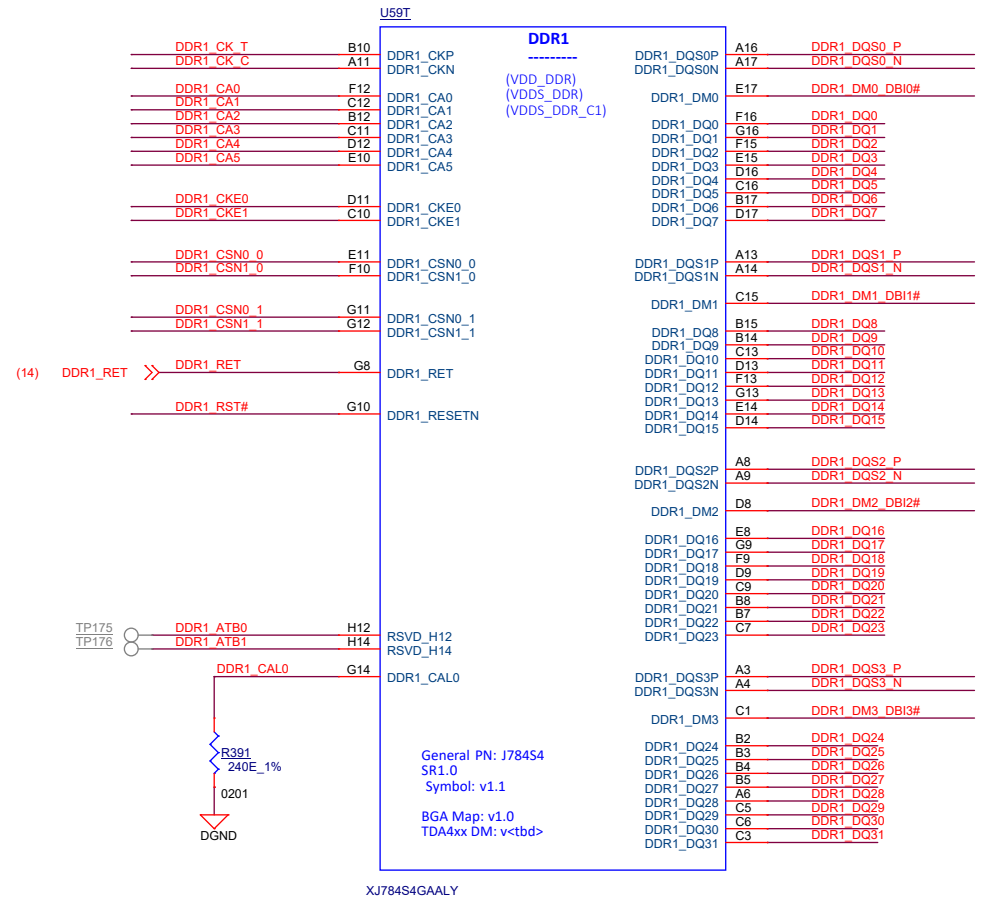 U59T
DDR1
---------
(VDD_DDR)
(VDDS_DDR)
(VDDS_DDR_C1)
DDR1_CK_T B10 DDR1_CKP
DDR1_CK_C A11 DDR1_CKN
DDR1_CA0 F12 DDR1_CA0
DDR1_CA1 C12 DDR1_CA1
DDR1_CA2 B12 DDR1_CA2
DDR1_CA3 C11 DDR1_CA3
DDR1_CA4 D12 DDR1_CA4
DDR1_CA5 E10 DDR1_CA5
DDR1_CKE0 D11 DDR1_CKE0
DDR1_CKE1 C10 DDR1_CKE1
DDR1_CSN0_0 E11 DDR1_CSN0_0
DDR1_CSN1_0 F10 DDR1_CSN1_0
DDR1_CSN0_1 G11 DDR1_CSN0_1
DDR1_CSN1_1 G12 DDR1_CSN1_1
(14) DDR1_RET DDR1_RET G8 DDR1_RET
DDR1_RST# G10 DDR1_RESETN
TP175 DDR1_ATB0 H12 RSVD_H12
TP176 DDR1_ATB1 H14 RSVD_H14
DDR1_CAL0 G14 DDR1_CAL0
R391
240E_1%
0201
DGND
DDR1_DQS0P A16 DDR1_DQS0_P
DDR1_DQS0N A17 DDR1_DQS0_N
DDR1_DM0 E17 DDR1_DM0_DBI0#
DDR1_DQ0 F16 DDR1_DQ0
DDR1_DQ1 G16 DDR1_DQ1
DDR1_DQ2 F15 DDR1_DQ2
DDR1_DQ3 E15 DDR1_DQ3
DDR1_DQ4 D16 DDR1_DQ4
DDR1_DQ5 C16 DDR1_DQ5
DDR1_DQ6 B17 DDR1_DQ6
DDR1_DQ7 D17 DDR1_DQ7
DDR1_DQS1P A13 DDR1_DQS1_P
DDR1_DQS1N A14 DDR1_DQS1_N
DDR1_DM1 C15 DDR1_DM1_DBI1#
DDR1_DQ8 B15 DDR1_DQ8
DDR1_DQ9 B14 DDR1_DQ9
DDR1_DQ10 C13 DDR1_DQ10
DDR1_DQ11 D13 DDR1_DQ11
DDR1_DQ12 F13 DDR1_DQ12
DDR1_DQ13 G13 DDR1_DQ13
DDR1_DQ14 E14 DDR1_DQ14
DDR1_DQ15 D14 DDR1_DQ15
DDR1_DQS2P A8 DDR1_DQS2_P
DDR1_DQS2N A9 DDR1_DQS2_N
DDR1_DM2 D8 DDR1_DM2_DBI2#
DDR1_DQ16 E8 DDR1_DQ16
DDR1_DQ17 G9 DDR1_DQ17
DDR1_DQ18 F9 DDR1_DQ18
DDR1_DQ19 D9 DDR1_DQ19
DDR1_DQ20 C9 DDR1_DQ20
DDR1_DQ21 B8 DDR1_DQ21
DDR1_DQ22 B7 DDR1_DQ22
DDR1_DQ23 C7 DDR1_DQ23
DDR1_DQS3P A3 DDR1_DQS3_P
DDR1_DQS3N A4 DDR1_DQS3_N
DDR1_DM3 C1 DDR1_DM3_DBI3#
DDR1_DQ24 B2 DDR1_DQ24
DDR1_DQ25 B3 DDR1_DQ25
DDR1_DQ26 B4 DDR1_DQ26
DDR1_DQ27 B5 DDR1_DQ27
DDR1_DQ28 A6 DDR1_DQ28
DDR1_DQ29 C5 DDR1_DQ29
DDR1_DQ30 C6 DDR1_DQ30
DDR1_DQ31 C3 DDR1_DQ31
General PN: J784S4
SR1.0
Symbol: v1.1
BGA Map: v1.0
TDA4xx DM: v<tbd>
XJ784S4GAALY